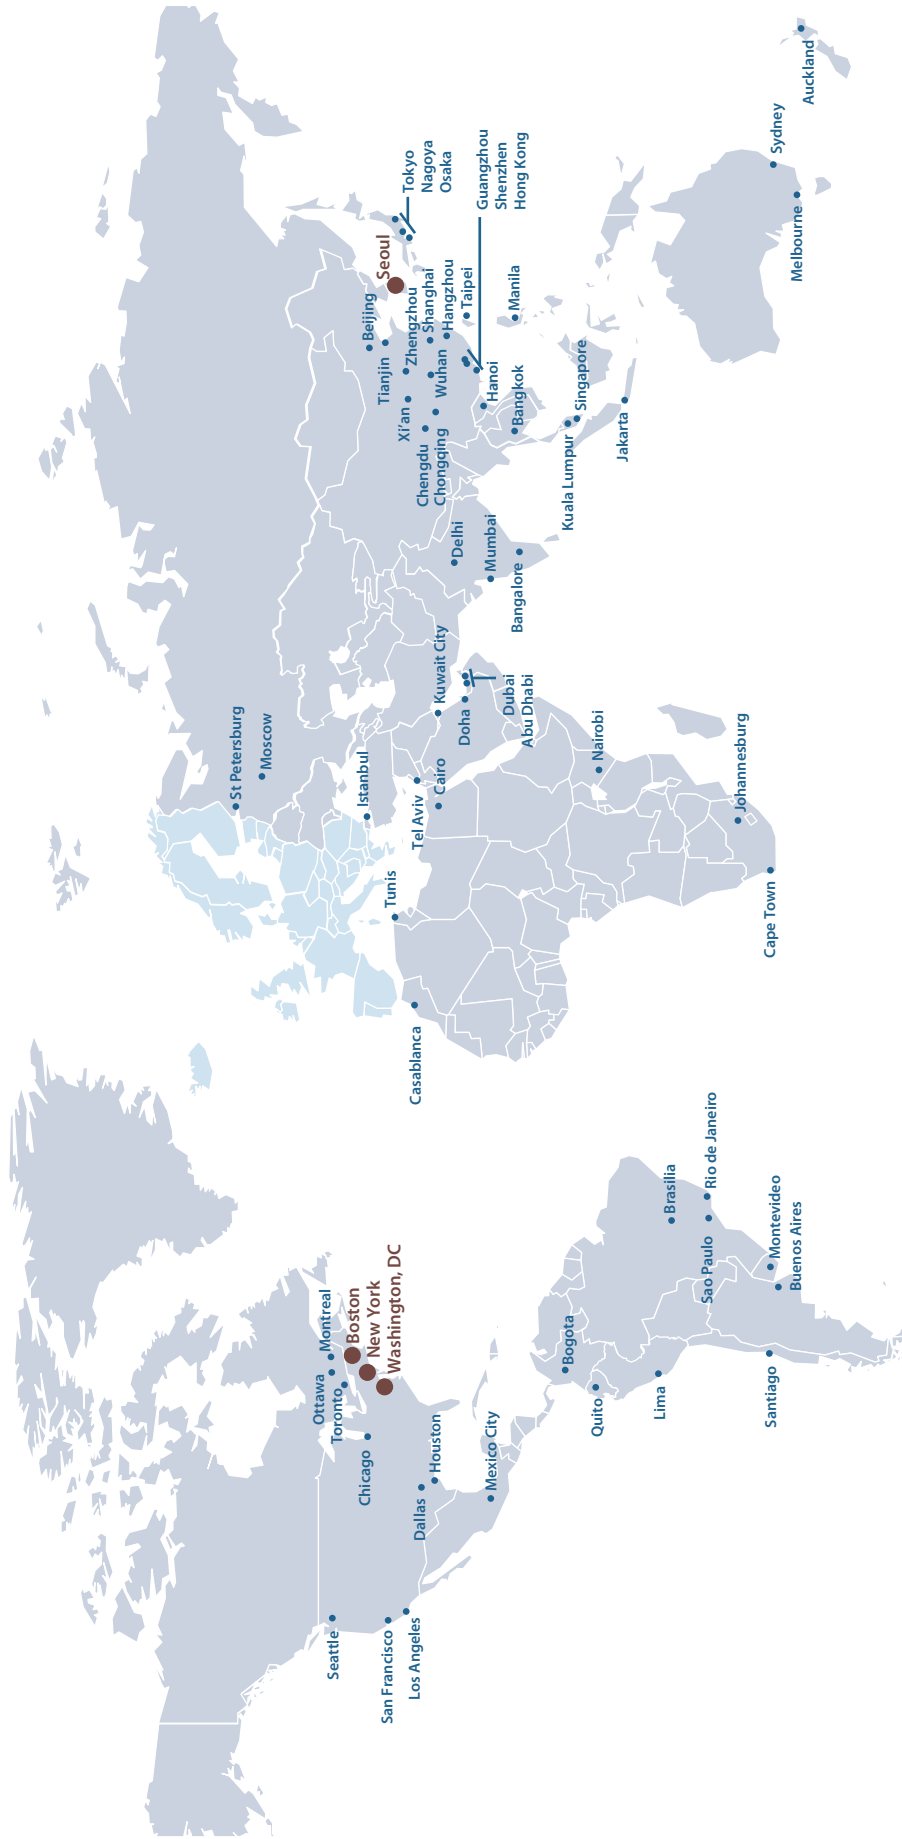 Seattle
San Francisco
Los Angeles
Dallas
Houston
Mexico City
Chicago
Toronto
Ottawa
Montreal
Boston
New York
Washington, DC
Bogota
Quito
Lima
Santiago
Brasilia
Sao Paulo
Rio de Janeiro
Montevideo
Buenos Aires
Casablanca
Tunis
St Petersburg
Moscow
Istanbul
Tel Aviv
Cairo
Kuwait City
Doha
Dubai
Abu Dhabi
Nairobi
Johannesburg
Cape Town
Delhi
Mumbai
Bangalore
Chengdu
Chongqing
Xi'an
Tianjin
Beijing
Zhengzhou
Wuhan
Shanghai
Hangzhou
Seoul
Tokyo
Nagoya
Osaka
Taipei
Guangzhou
Shenzhen
Hong Kong
Hanoi
Bangkok
Manila
Kuala Lumpur
Singapore
Jakarta
Sydney
Melbourne
Auckland